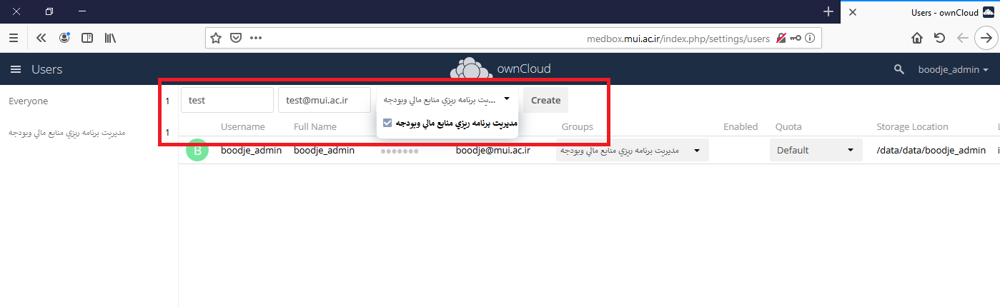 Users - ownCloud
medbox.mui.ac.ir/index.php/settings/users
Users
ownCloud
boodje_admin
Everyone 1
مديريت برنامه ريزي منابع مالي وبودجه 1
test test@mui.ac.ir ...يت برنامه ريزي منابع مالي وبودجه Create
مديريت برنامه ريزي منابع مالي وبودجه
Username Full Name Groups Enabled Quota Storage Location L
B boodje_admin boodje_admin ●●●●●●● boodje@mui.ac.ir مديريت برنامه ريزي منابع مالي وبودجه Default /data/data/boodje_admin i